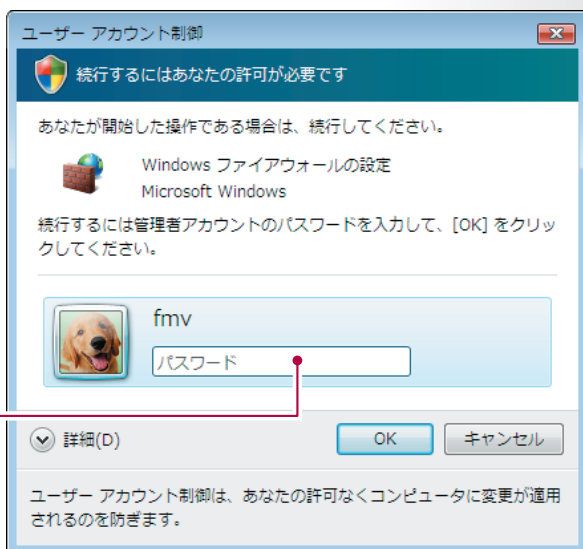 ユーザー アカウント制御
続行するにはあなたの許可が必要です
あなたが開始した操作である場合は、続行してください。
Windows ファイアウォールの設定
Microsoft Windows
続行するには管理者アカウントのパスワードを入力して、[OK] をクリッ
クしてください。
fmv
パスワード
詳細(D)
OK
キャンセル
ユーザー アカウント制御は、あなたの許可なくコンピュータに変更が適用
されるのを防ぎます。